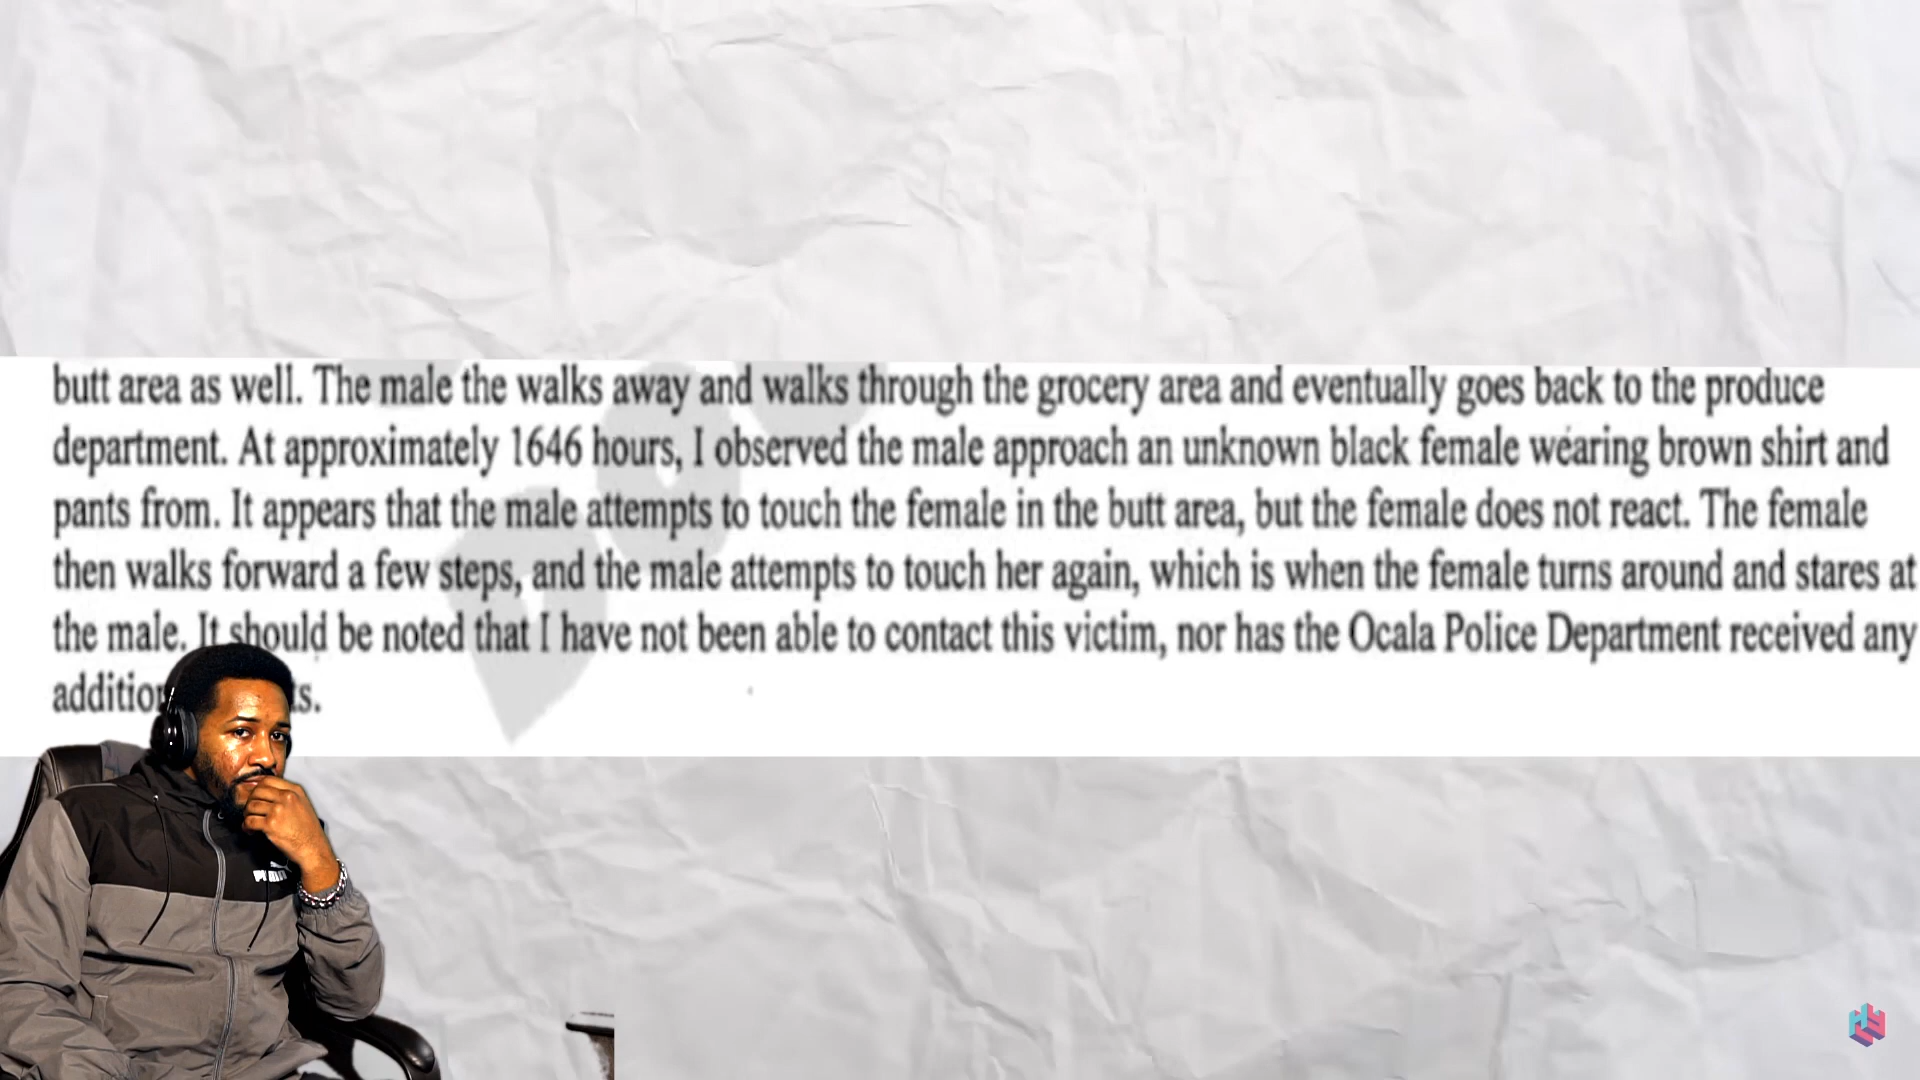 butt area as well. The male the walks away and walks through the grocery area and eventually goes back to the produce
department. At approximately 1646 hours, I observed the male approach an unknown black female wearing brown shirt and
pants from. It appears that the male attempts to touch the female in the butt area, but the female does not react. The female
then walks forward a few steps, and the male attempts to touch her again, which is when the female turns around and stares at
the male. It should be noted that I have not been able to contact this victim, nor has the Ocala Police Department received any
PUMA